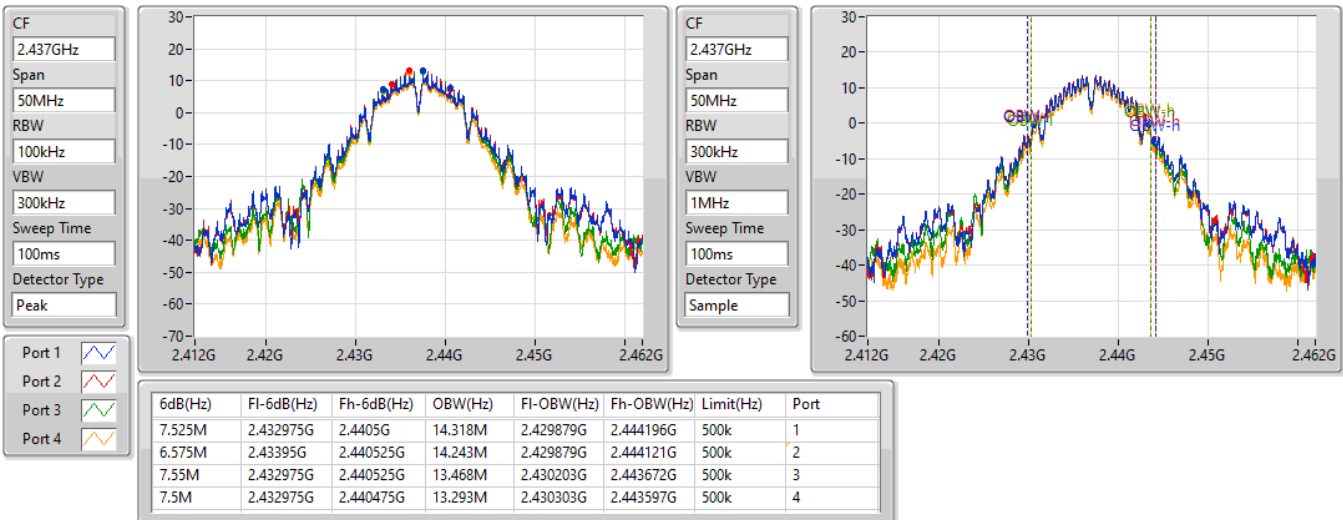 CF
2.437GHz
Span
50MHz
RBW
100kHz
VBW
300kHz
Sweep Time
100ms
Detector Type
Peak
30
20
10
0
-10
-20
-30
-40
-50
-60
-70
2.412G 2.42G 2.43G 2.44G 2.45G 2.462G
CF
2.437GHz
Span
50MHz
RBW
300kHz
VBW
1MHz
Sweep Time
100ms
Detector Type
Sample
30
20
10
0
-10
-20
-30
-40
-50
-60
2.412G 2.42G 2.43G 2.44G 2.45G 2.462G
OBW-h
Port 1
Port 2
Port 3
Port 4
6dB(Hz) Fl-6dB(Hz) Fh-6dB(Hz) OBW(Hz) Fl-OBW(Hz) Fh-OBW(Hz) Limit(Hz) Port
7.525M 2.432975G 2.4405G 14.318M 2.429879G 2.444196G 500k 1
6.575M 2.43395G 2.440525G 14.243M 2.429879G 2.444121G 500k 2
7.55M 2.432975G 2.440525G 13.468M 2.430203G 2.443672G 500k 3
7.5M 2.432975G 2.440475G 13.293M 2.430303G 2.443597G 500k 4